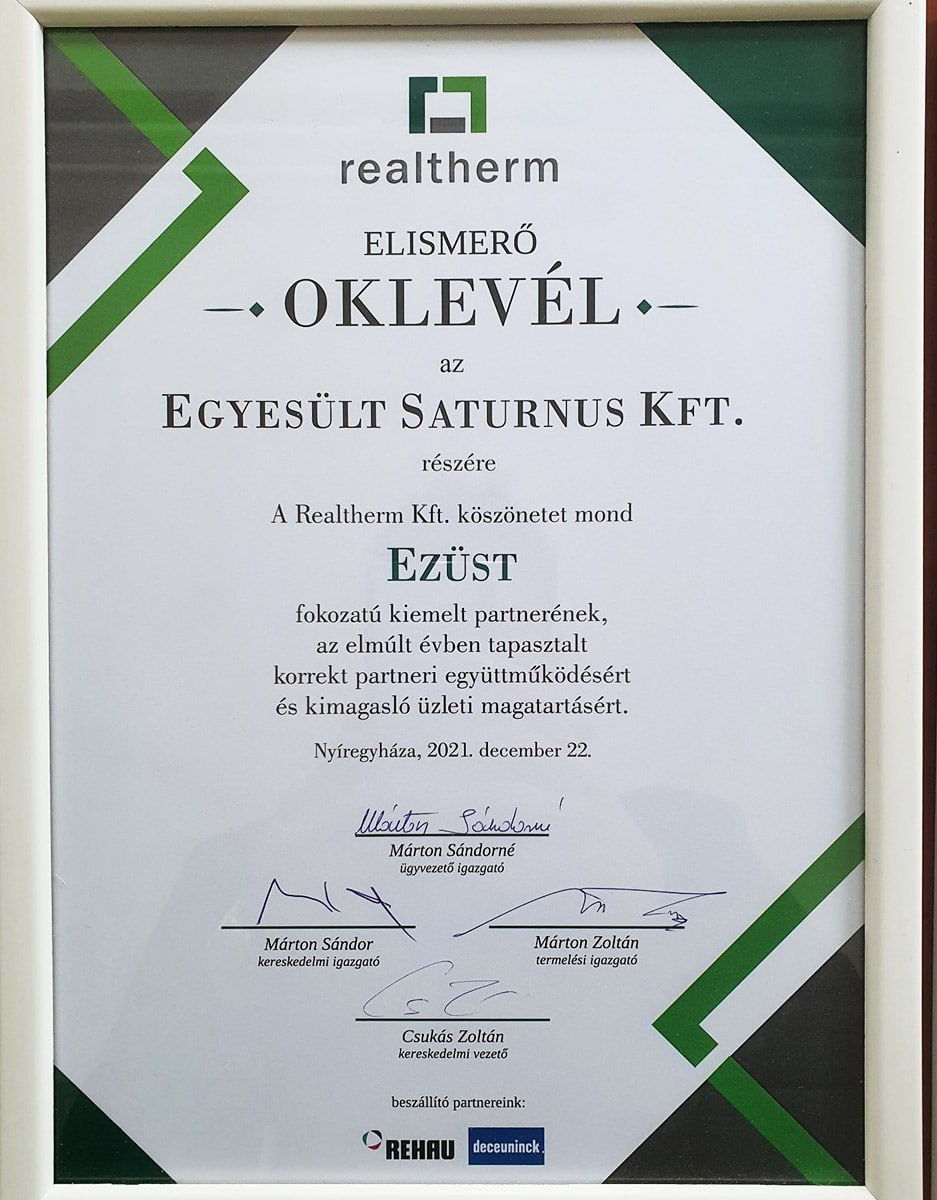 realtherm
ELISMERŐ
OKLEVÉL
az
EGYESÜLT SATURNUS KFT.
részére
A Realtherm Kft. köszönetet mond
EZÜST
fokozatú kiemelt partnerének,
az elmúlt évben tapasztalt
korrekt partneri együttműködésért
és kimagasló üzleti magatartásért.
Nyíregyháza, 2021. december 22.
Márton Sándorné
Márton Sándorné
ügyvezető igazgató
Márton Sándor
kereskedelmi igazgató
Márton Zoltán
termelési igazgató
Csukás Zoltán
kereskedelmi vezető
beszállító partnereink:
REHAU deceuninck